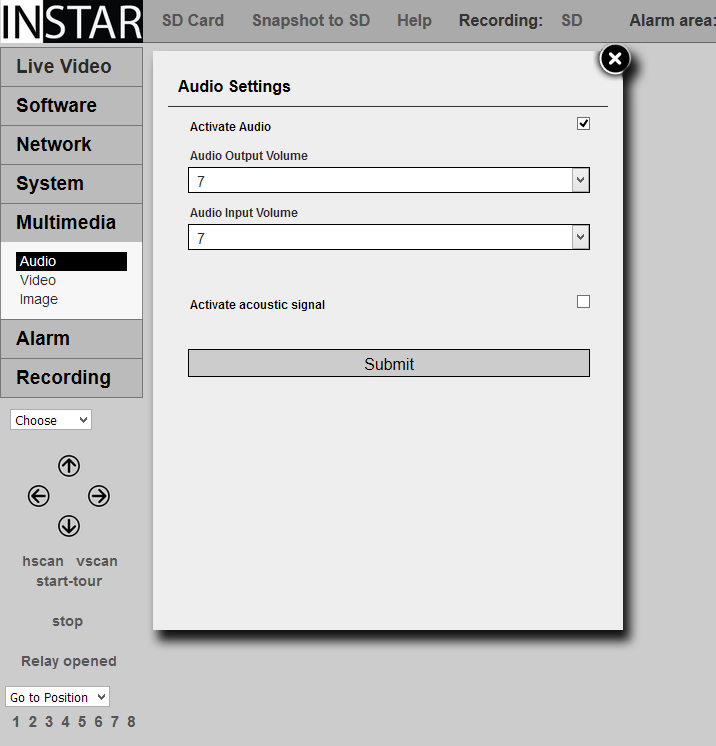 INSTAR
SD Card Snapshot to SD Help Recording: SD Alarm area:
Live Video
Software
Network
System
Multimedia
Audio
Video
Image
Alarm
Recording
Choose
hscan vscan
start-tour
stop
Relay opened
Go to Position
1 2 3 4 5 6 7 8
Audio Settings
Activate Audio
Audio Output Volume
7
Audio Input Volume
7
Activate acoustic signal
Submit